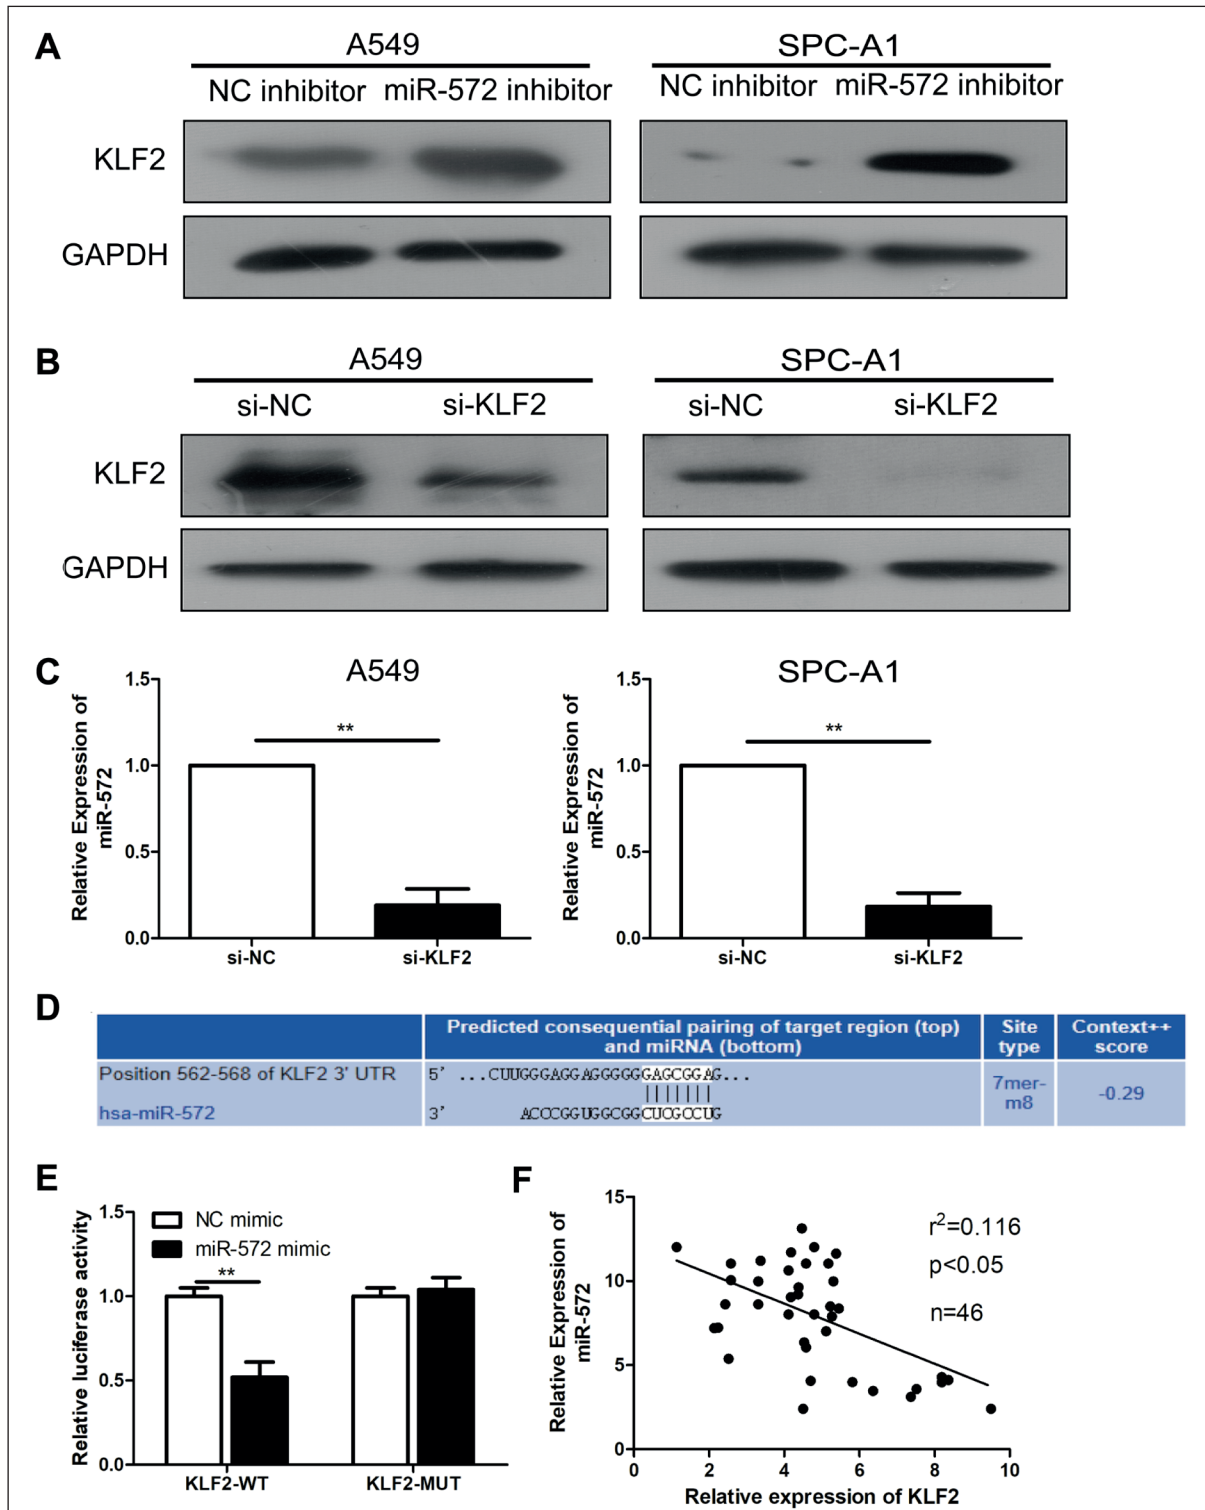 A
A549
SPC-A1
NC inhibitor miR-572 inhibitor
NC inhibitor miR-572 inhibitor
KLF2
GAPDH
B
A549
SPC-A1
si-NC si-KLF2
si-NC si-KLF2
KLF2
GAPDH
C
A549
Relative Expression of
miR-572
1.5
1.0
0.5
0.0
**
si-NC si-KLF2
SPC-A1
Relative Expression of
miR-572
1.5
1.0
0.5
0.0
**
si-NC si-KLF2
D
Predicted consequential pairing of target region (top)
and miRNA (bottom)
Site
type
Context++
score
Position 562-568 of KLF2 3' UTR
5' ...CUUGGGAGGAGGGGGGAGCGGAG...
hsa-miR-572
3' ACCCGGUGGCGGCUCGCCUG
7mer-
m8
-0.29
E
Relative luciferase activity
1.5
1.0
0.5
0.0
NC mimic
miR-572 mimic
**
KLF2-WT KLF2-MUT
F
Relative Expression of
miR-572
15
10
5
0
r²=0.116
p<0.05
n=46
0 2 4 6 8 10
Relative expression of KLF2